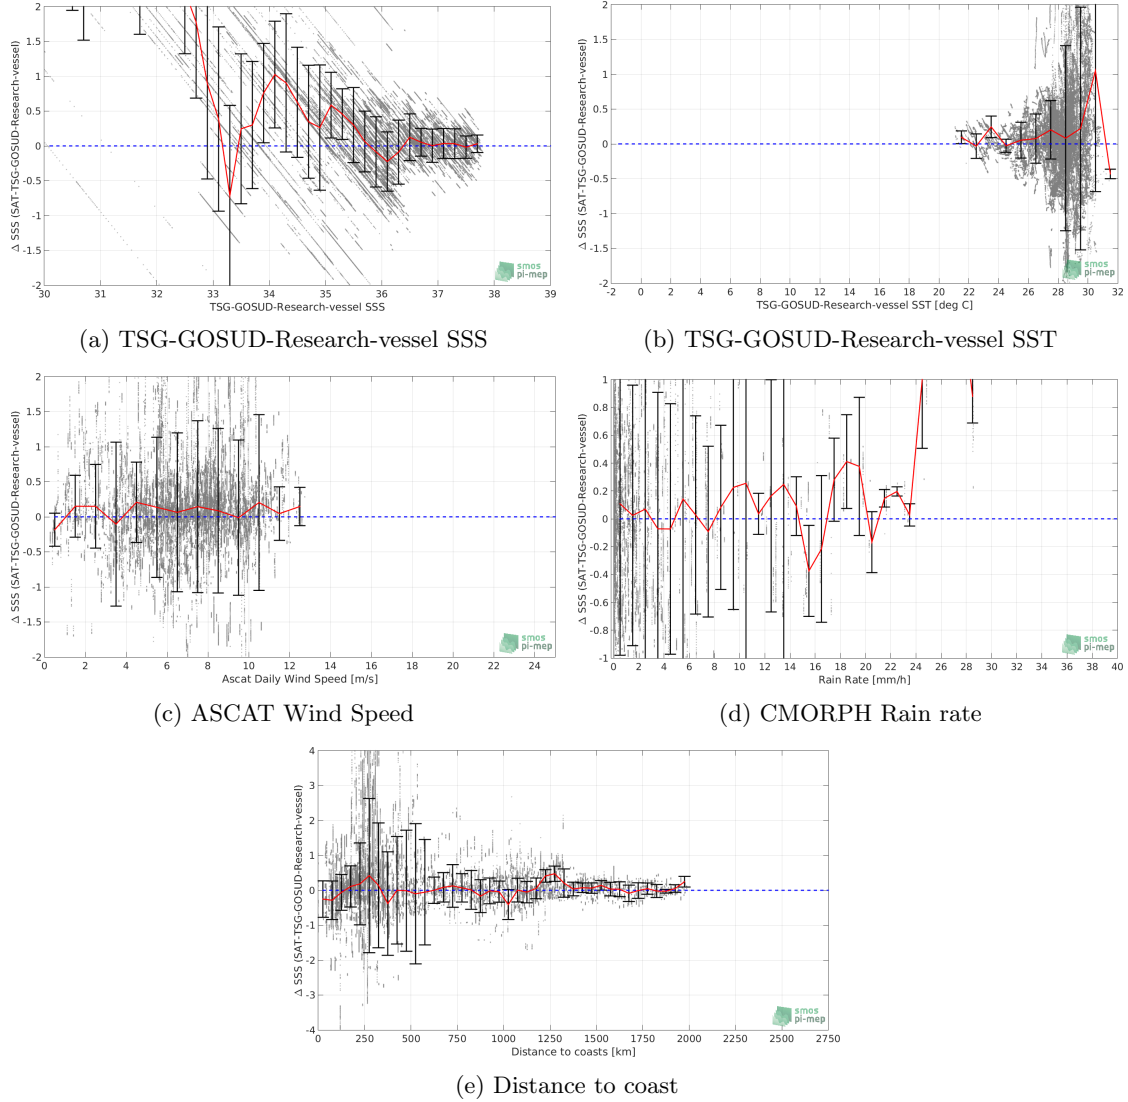 Δ SSS (SAT-TSG-GOSUD-Research-vessel)
2
1.5
1
0.5
0
-0.5
-1
-1.5
-2
30 31 32 33 34 35 36 37 38 39
TSG-GOSUD-Research-vessel SSS
smos
pi-mep
(a) TSG-GOSUD-Research-vessel SSS
Δ SSS (SAT-TSG-GOSUD-Research-vessel)
2
1.5
1
0.5
0
-0.5
-1
-1.5
-2
-2 0 2 4 6 8 10 12 14 16 18 20 22 24 26 28 30 32
TSG-GOSUD-Research-vessel SST [deg C]
smos
pi-mep
(b) TSG-GOSUD-Research-vessel SST
Δ SSS (SAT-TSG-GOSUD-Research-vessel)
2
1.5
1
0.5
0
-0.5
-1
-1.5
-2
0 2 4 6 8 10 12 14 16 18 20 22 24
Ascat Daily Wind Speed [m/s]
smos
pi-mep
(c) ASCAT Wind Speed
Δ SSS (SAT-TSG-GOSUD-Research-vessel)
1
0.8
0.6
0.4
0.2
0
-0.2
-0.4
-0.6
-0.8
-1
0 2 4 6 8 10 12 14 16 18 20 22 24 26 28 30 32 34 36 38 40
Rain Rate [mm/h]
smos
pi-mep
(d) CMORPH Rain rate
Δ SSS (SAT-TSG-GOSUD-Research-vessel)
4
3
2
1
0
-1
-2
-3
-4
0 250 500 750 1000 1250 1500 1750 2000 2250 2500 2750
Distance to coasts [km]
smos
pi-mep
(e) Distance to coast